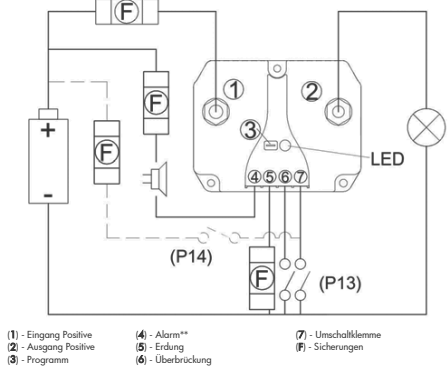 F
1
2
F
3
F
+
-
LED
4 5 6 7
(P14)
F
(P13)
(1) - Eingang Positive
(2) - Ausgang Positive
(3) - Programm
(4) - Alarm**
(5) - Erdung
(6) - Überbrückung
(7) - Umschaltklemme
(F) - Sicherungen